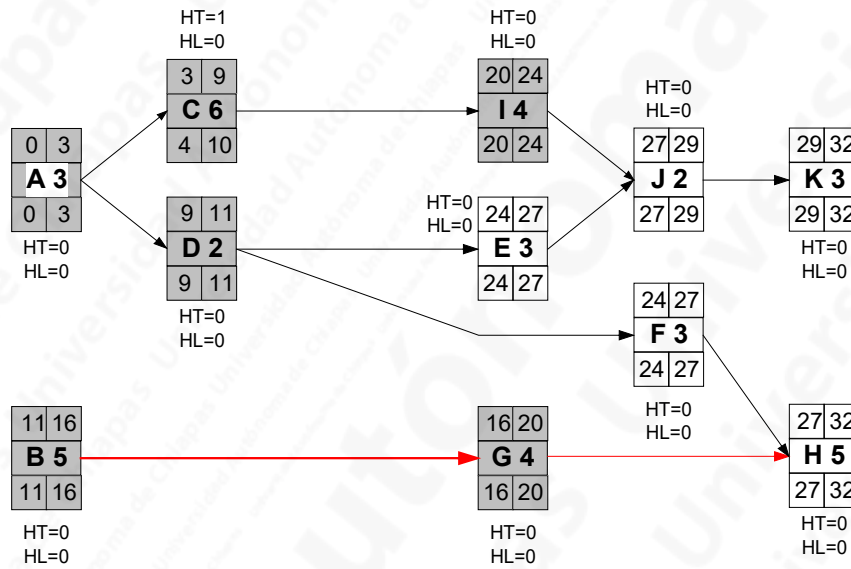 HT=1
HL=0
3 9
C 6
4 10
HT=0
HL=0
20 24
I 4
20 24
HT=0
HL=0
27 29
J 2
27 29
29 32
K 3
29 32
HT=0
HL=0
0 3
A 3
0 3
HT=0
HL=0
9 11
D 2
9 11
HT=0
HL=0
HT=0
HL=0
24 27
E 3
24 27
24 27
F 3
24 27
HT=0
HL=0
11 16
B 5
11 16
HT=0
HL=0
16 20
G 4
16 20
HT=0
HL=0
27 32
H 5
27 32
HT=0
HL=0